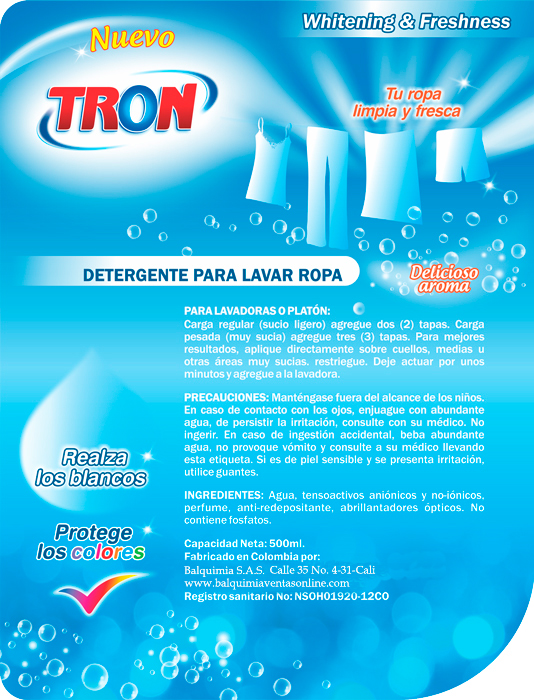 Nuevo
Whitening & Freshness
TRON
Tu ropa
limpia y fresca
DETERGENTE PARA LAVAR ROPA
Delicioso
aroma
PARA LAVADORAS O PLATÓN:
Carga regular (sucio ligero) agregue dos (2) tapas. Carga
pesada (muy sucia) agregue tres (3) tapas. Para mejores
resultados, aplique directamente sobre cuellos, medias u
otras áreas muy sucias. restriegue. Deje actuar por unos
minutos y agregue a la lavadora.
PRECAUCIONES: Manténgase fuera del alcance de los niños.
En caso de contacto con los ojos, enjuague con abundante
agua, de persistir la irritación, consulte con su médico. No
ingerir. En caso de ingestión accidental, beba abundante
agua, no provoque vómito y consulte a su médico llevando
esta etiqueta. Si es de piel sensible y se presenta irritación,
utilice guantes.
Realza
los blancos
INGREDIENTES: Agua, tensoactivos aniónicos y no-iónicos,
perfume, anti-redepositante, abrillantadores ópticos. No
contiene fosfatos.
Protege
los colores
Capacidad Neta: 500ml.
Fabricado en Colombia por:
Balquimia S.A.S. Calle 35 No. 4-31-Cali
www.balquimiaventasonline.com
Registro sanitario No: NSOH01920-12CO